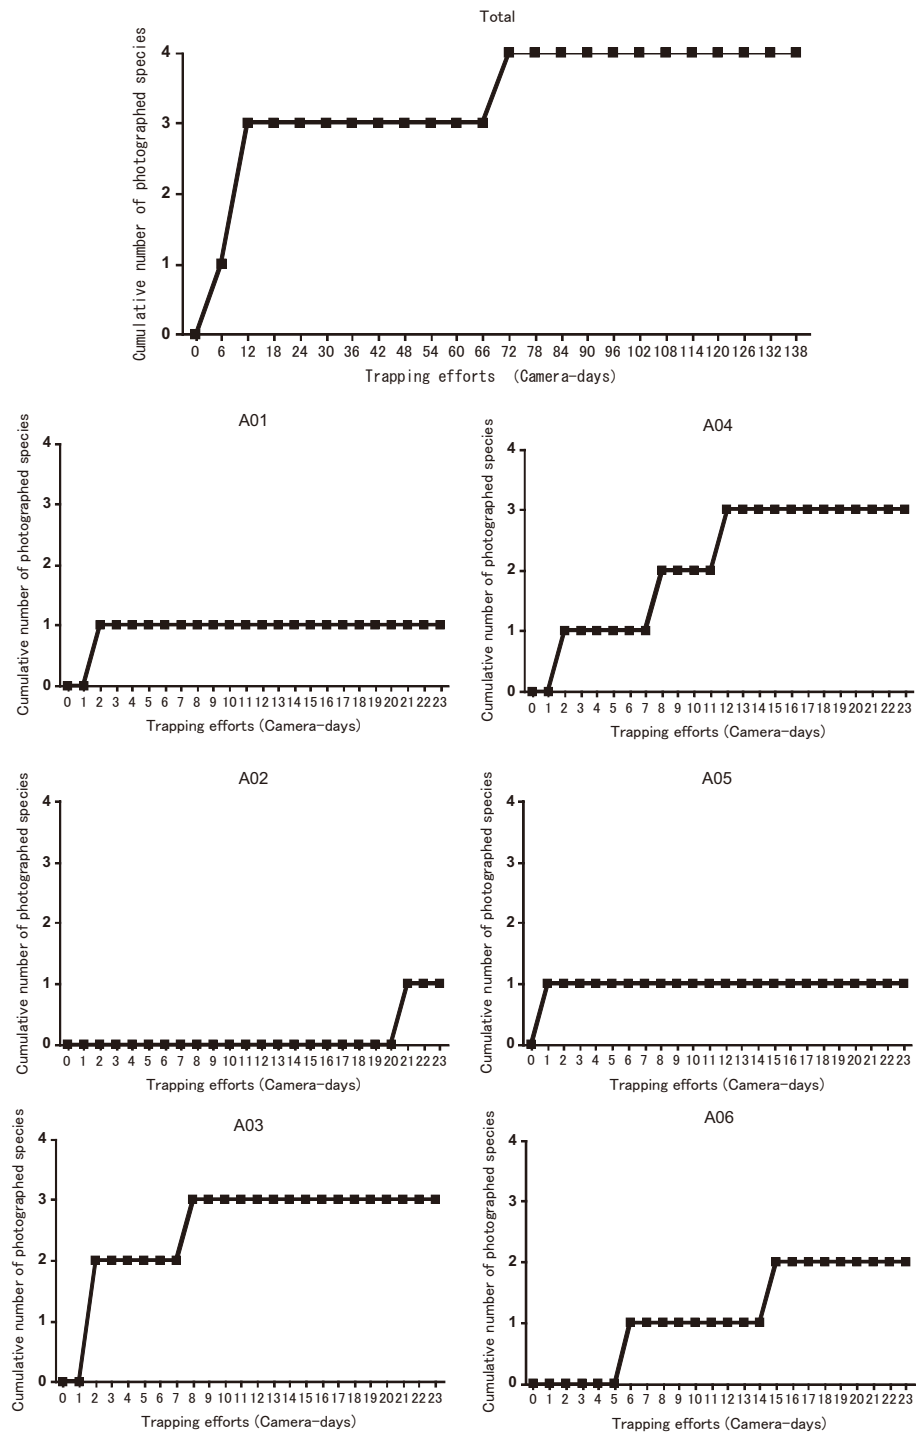 Total
Cumulative number of photographed species
4
3
2
1
0
0 6 12 18 24 30 36 42 48 54 60 66 72 78 84 90 96 102 108 114 120 126 132 138
Trapping efforts (Camera-days)
A01
Cumulative number of photographed species
4
3
2
1
0
0 1 2 3 4 5 6 7 8 9 10 11 12 13 14 15 16 17 18 19 20 21 22 23
Trapping efforts (Camera-days)
A04
Cumulative number of photographed species
4
3
2
1
0
0 1 2 3 4 5 6 7 8 9 10 11 12 13 14 15 16 17 18 19 20 21 22 23
Trapping efforts (Camera-days)
A02
Cumulative number of photographed species
4
3
2
1
0
0 1 2 3 4 5 6 7 8 9 10 11 12 13 14 15 16 17 18 19 20 21 22 23
Trapping efforts (Camera-days)
A05
Cumulative number of photographed species
4
3
2
1
0
0 1 2 3 4 5 6 7 8 9 10 11 12 13 14 15 16 17 18 19 20 21 22 23
Trapping efforts (Camera-days)
A03
Cumulative number of photographed species
4
3
2
1
0
0 1 2 3 4 5 6 7 8 9 10 11 12 13 14 15 16 17 18 19 20 21 22 23
Trapping efforts (Camera-days)
A06
Cumulative number of photographed species
4
3
2
1
0
0 1 2 3 4 5 6 7 8 9 10 11 12 13 14 15 16 17 18 19 20 21 22 23
Trapping efforts (Camera-days)